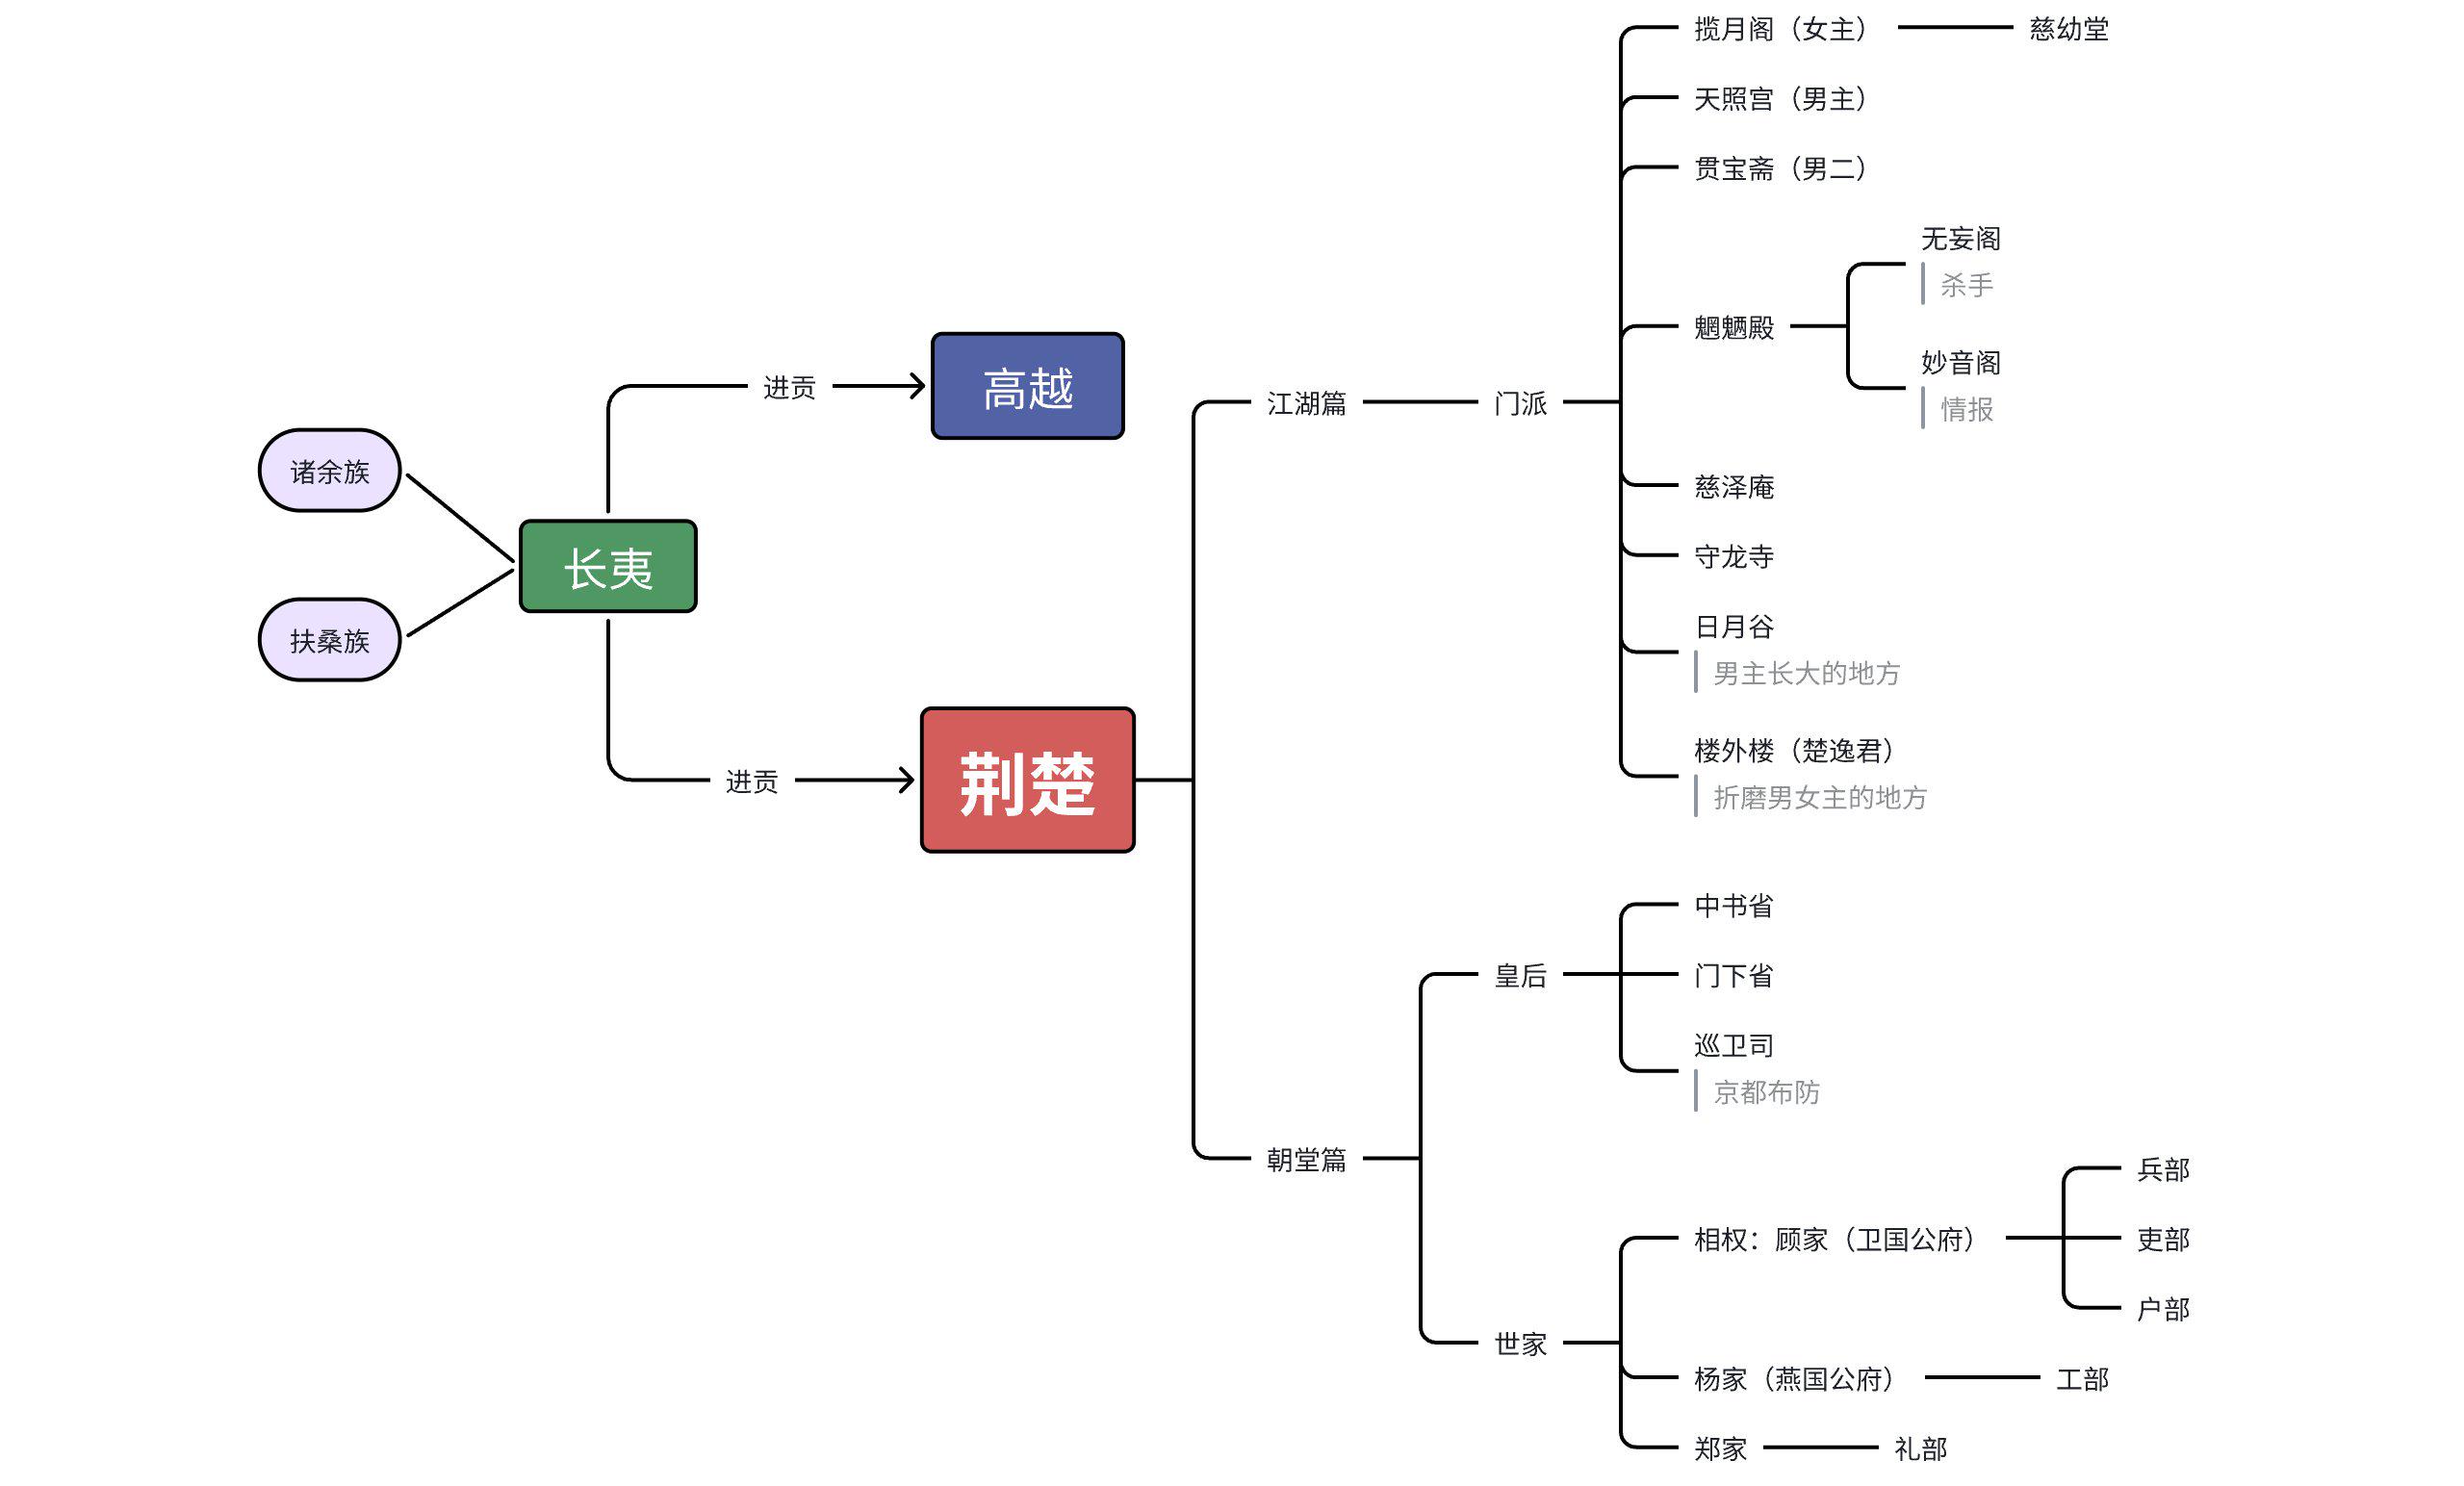 诸余族
扶桑族
长夷
进贡
高越
进贡
荆楚
江湖篇
门派
揽月阁（女主）
慈幼堂
天照宫（男主）
贯宝斋（男二）
魍魉殿
无妄阁
杀手
妙音阁
情报
慈泽庵
守龙寺
日月谷
男主长大的地方
楼外楼（楚逸君）
折磨男女主的地方
朝堂篇
皇后
中书省
门下省
巡卫司
京都布防
世家
相权：顾家（卫国公府）
兵部
吏部
户部
杨家（燕国公府）
工部
郑家
礼部